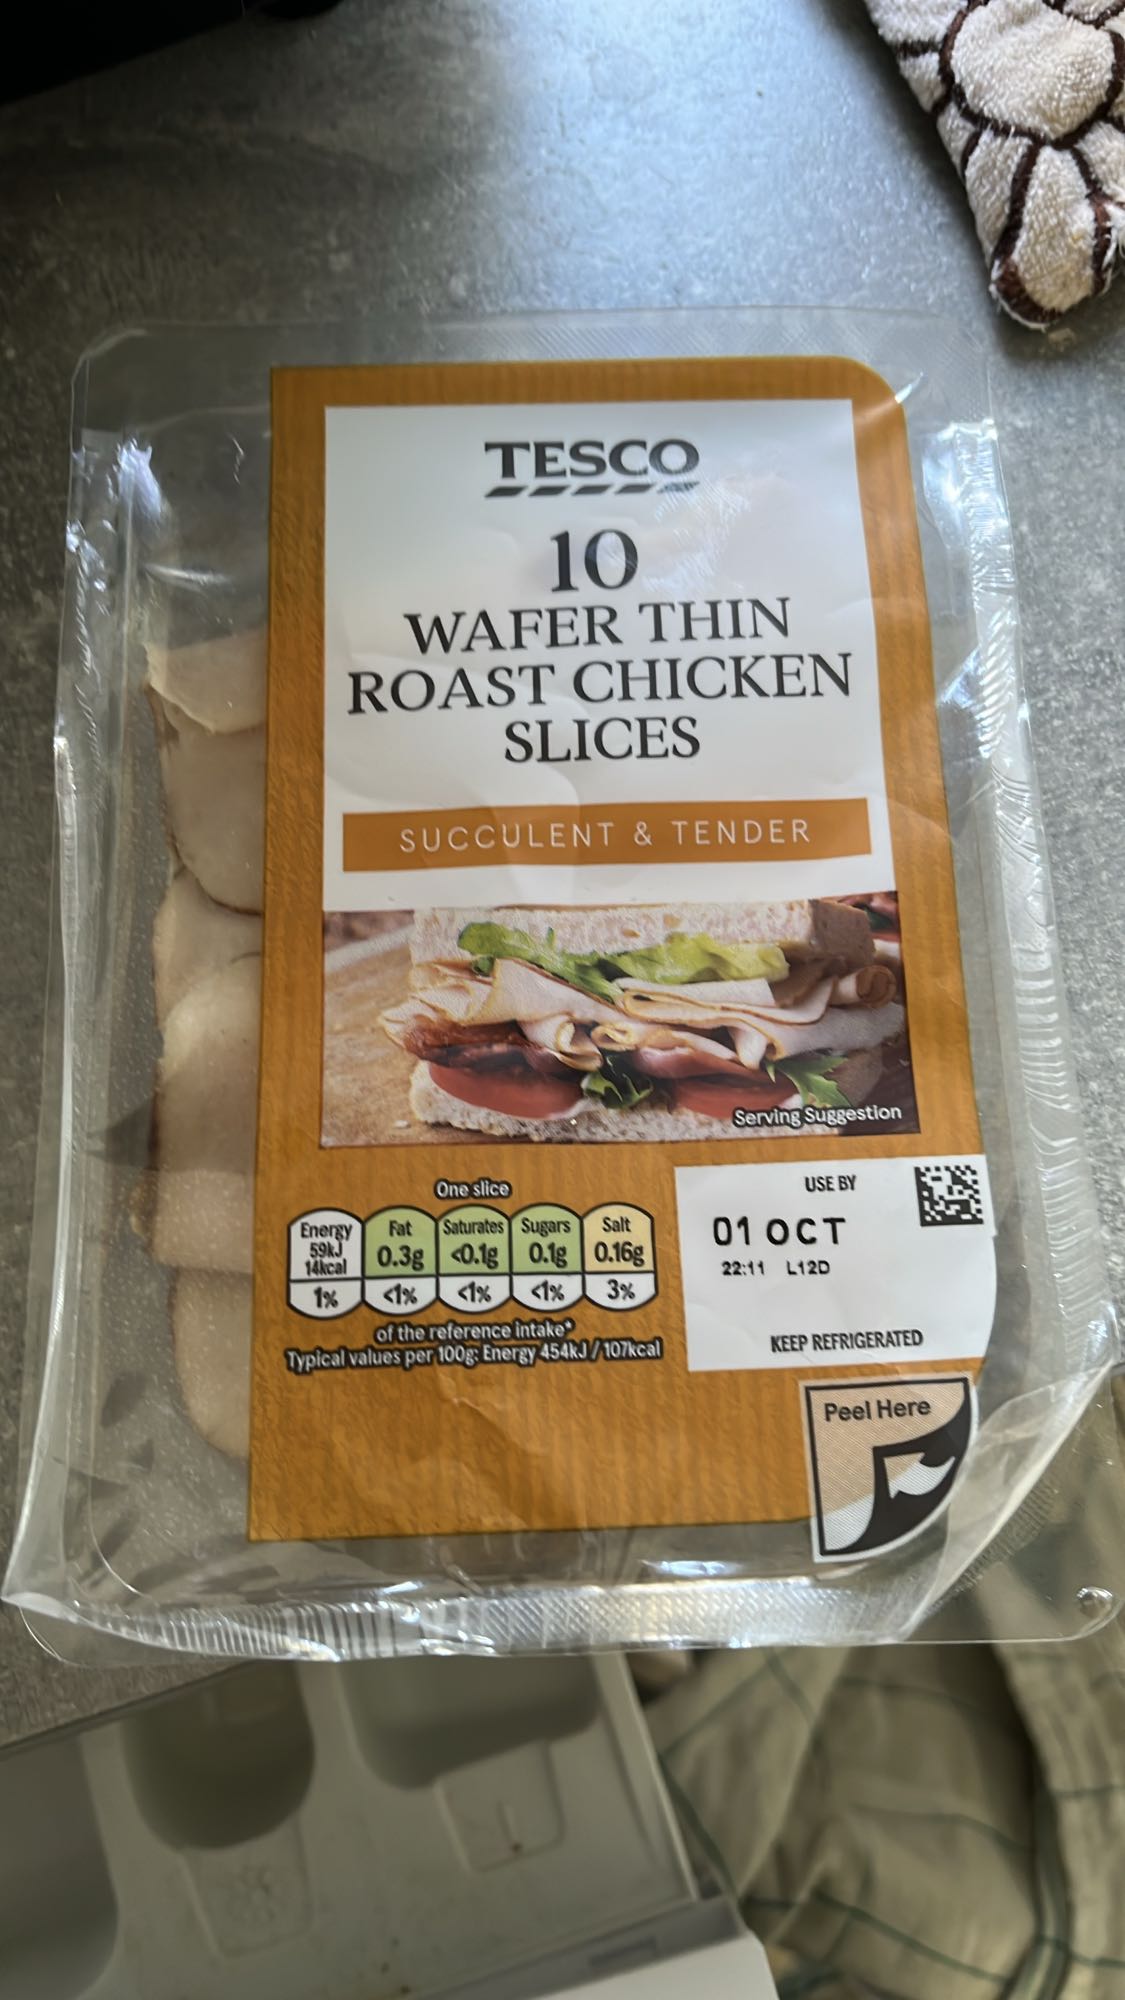 TESCO
10
WAFER THIN
ROAST CHICKEN
SLICES
SUCCULENT & TENDER
Serving Suggestion
One slice
Energy
59kJ
14kcal
1%
Fat
0.3g
<1%
Saturates
<0.1g
<1%
Sugars
0.1g
<1%
Salt
0.16g
3%
of the reference intake*
Typical values per 100g: Energy 454kJ / 107kcal
USE BY
01 OCT
22:11 L12D
KEEP REFRIGERATED
Peel Here